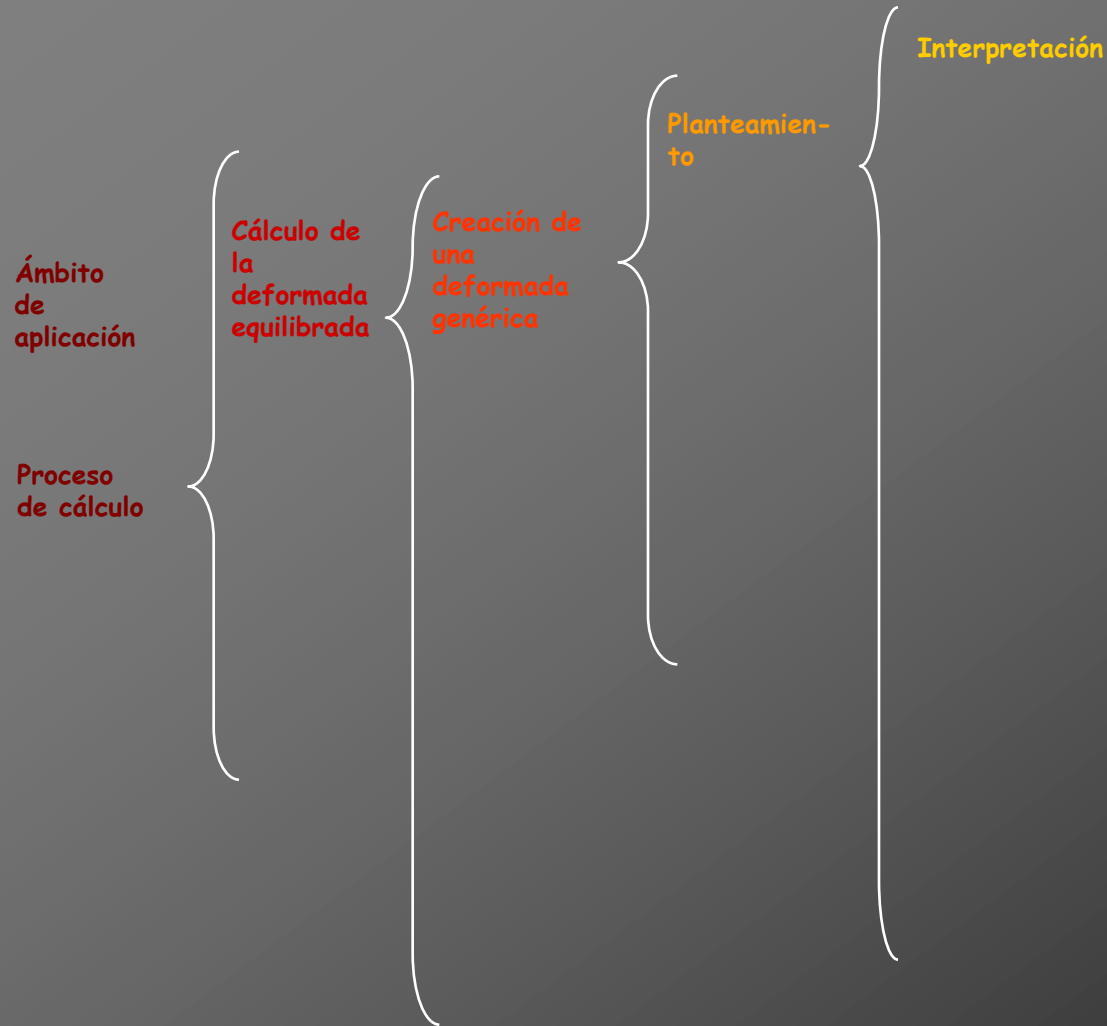 Ámbito
de
aplicación
Proceso
de cálculo
Cálculo de
la
deformada
equilibrada
Creación de
una
deformada
genérica
Planteamien-
to
Interpretación